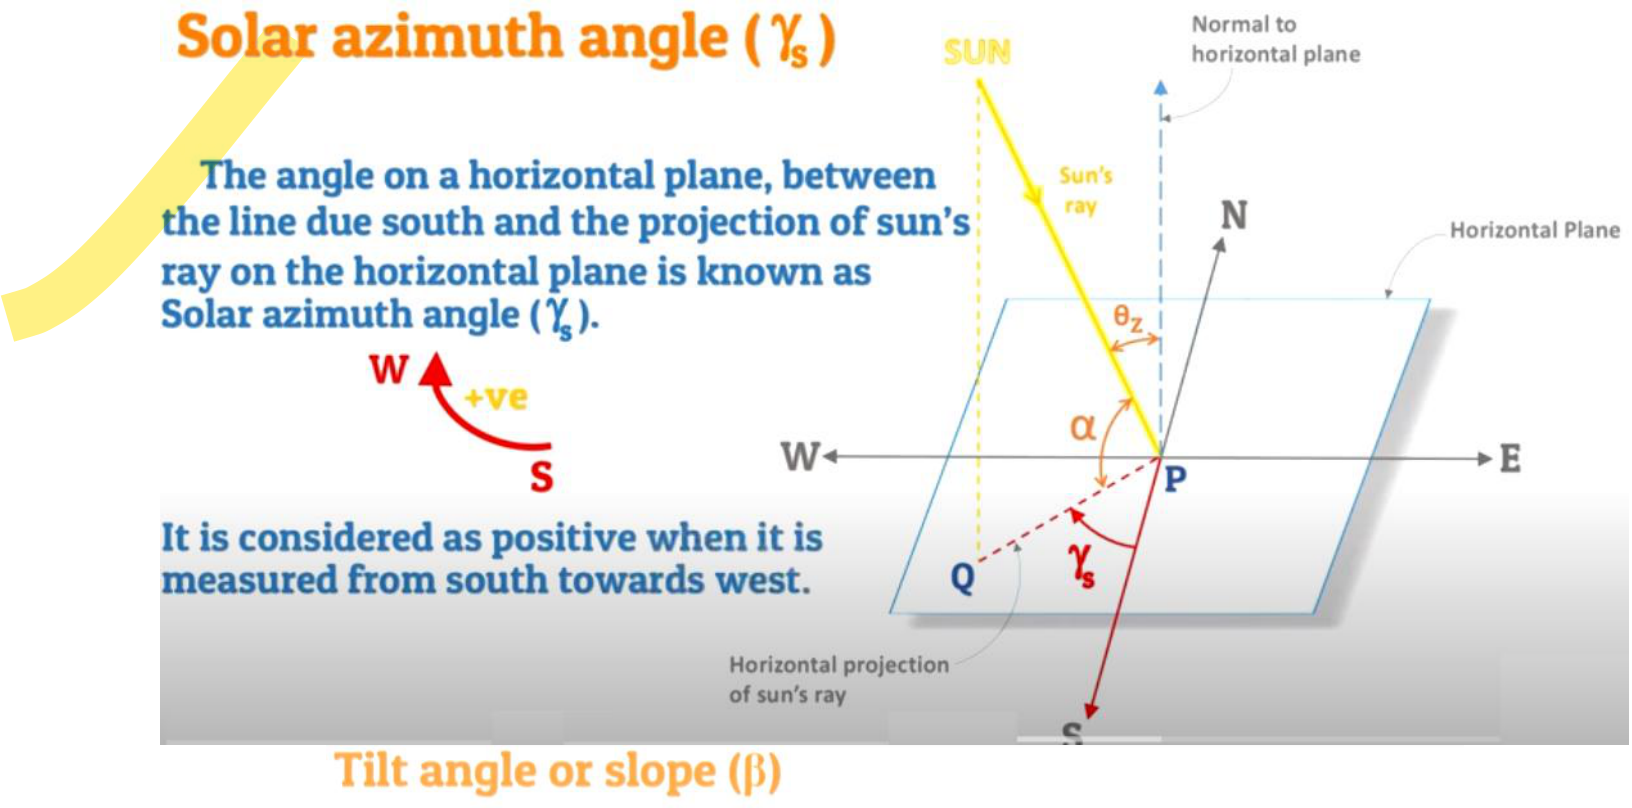 Solar azimuth angle (γs)
The angle on a horizontal plane, between
the line due south and the projection of sun's
ray on the horizontal plane is known as
Solar azimuth angle (γs).
W
+ve
S
It is considered as positive when it is
measured from south towards west.
SUN
Normal to
horizontal plane
Sun's
ray
N
Horizontal Plane
θz
α
W
E
P
Q
γs
Horizontal projection
of sun's ray
S
Tilt angle or slope (β)